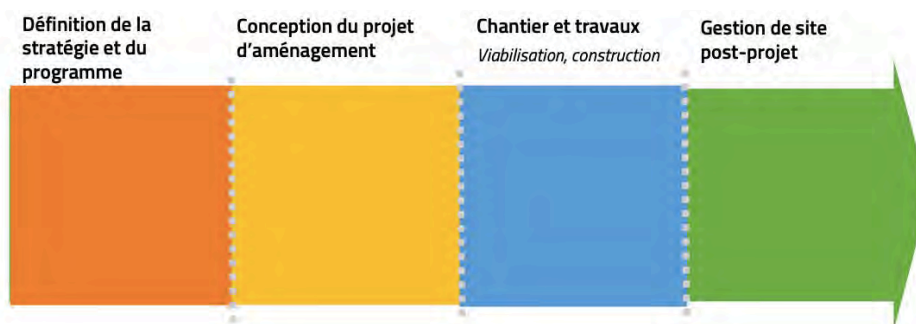 Définition de la
stratégie et du
programme
Conception du projet
d'aménagement
Chantier et travaux
Viabilisation, construction
Gestion de site
post-projet